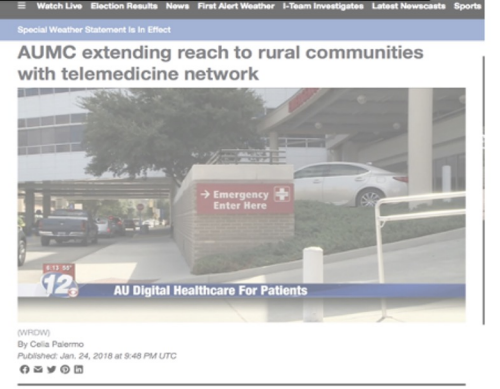 Watch Live Election Results News First Alert Weather I-Team Investigates Latest Newscasts Sports
Special Weather Statement Is In Effect
AUMC extending reach to rural communities
with telemedicine network
→ Emergency
Enter Here
12
AU Digital Healthcare For Patients
(WRDW)
By Celia Palermo
Published: Jan. 24, 2018 at 9:48 PM UTC